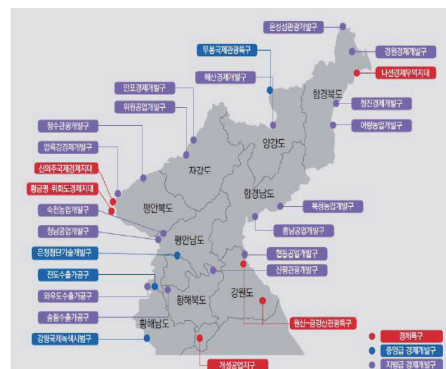 온성섬관광개발구
무봉국제관광특구
경원경제개발구
나선경제무역지대
혜산경제개발구
만포경제개발구
함경북도
청진경제개발구
위원공업개발구
어랑농업개발구
청수관광개발구
양강도
압록강경제개발구
자강도
신의주국제경제지대
함경남도
황금평·위화도경제지대
평안북도
북청농업개발구
숙천농업개발구
흥남공업개발구
청남공업개발구
평안남도
은정첨단기술개발구
현동공업개발구
진도수출가공구
신평관광개발구
와우도수출가공구
황해북도
강원도
송림수출가공구
원산-금강산관광특구
황해남도
강령국제녹색시범구
개성공업지구
경제특구
중앙급 경제개발구
지방급 경제개발구